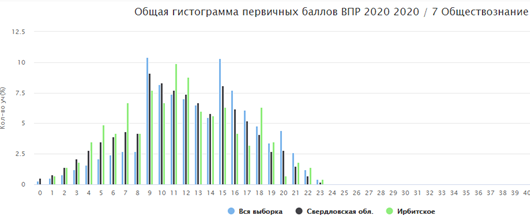 Общая гистограмма первичных баллов ВПР 2020 2020 / 7 Обществознание
12.5
10
7.5
5
2.5
0
Кол-во уч(%)
0 1 2 3 4 5 6 7 8 9 10 11 12 13 14 15 16 17 18 19 20 21 22 23 24 25 26 27 28 29 30 31 32 33 34 35 36 37 38 39 40
Вся выборка Свердловская обл. Ирбитское